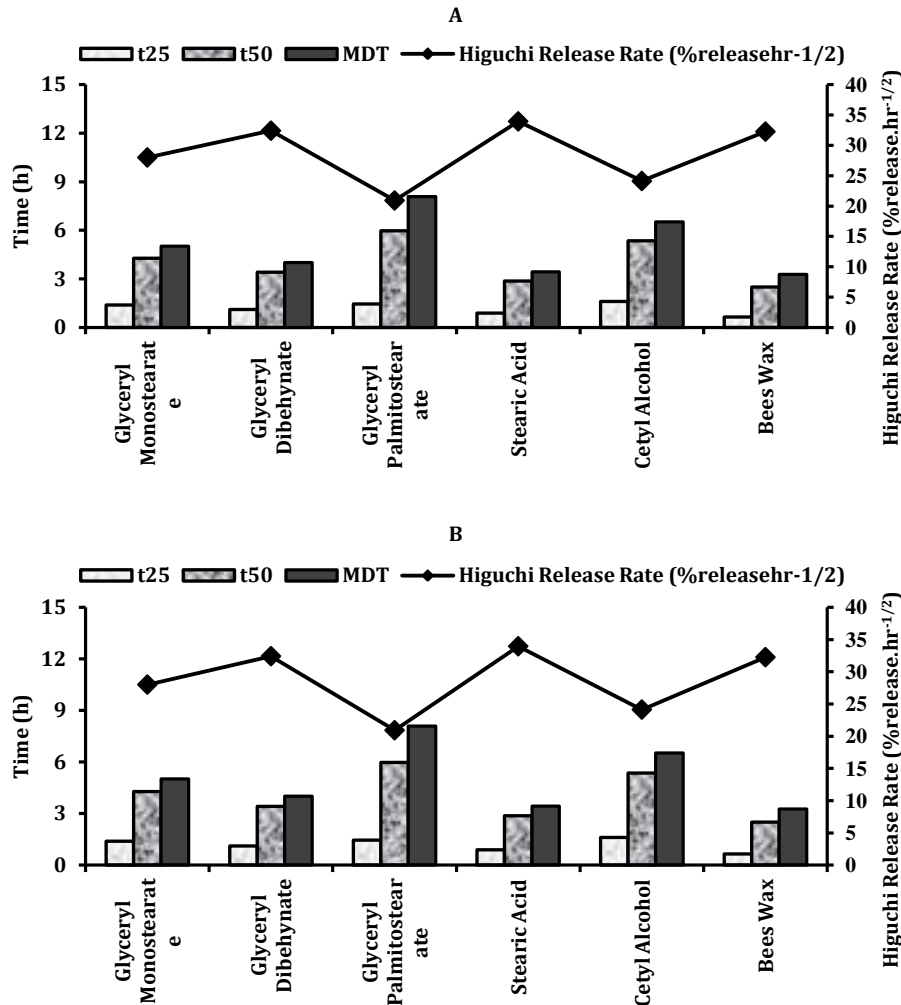 A
t25 t50 MDT Higuchi Release Rate (%releasehr-1/2)
15
12
9
6
3
0
Time (h)
40
35
30
25
20
15
10
5
0
Higuchi Release Rate (%release.hr-1/2)
Glyceryl
Monostearat
e
Glyceryl
Dibehynate
Glyceryl
Palmitostear
ate
Stearic Acid
Cetyl Alcohol
Bees Wax
B
t25 t50 MDT Higuchi Release Rate (%releasehr-1/2)
15
12
9
6
3
0
Time (h)
40
35
30
25
20
15
10
5
0
Higuchi Release Rate (%release.hr-1/2)
Glyceryl
Monostearat
e
Glyceryl
Dibehynate
Glyceryl
Palmitostear
ate
Stearic Acid
Cetyl Alcohol
Bees Wax